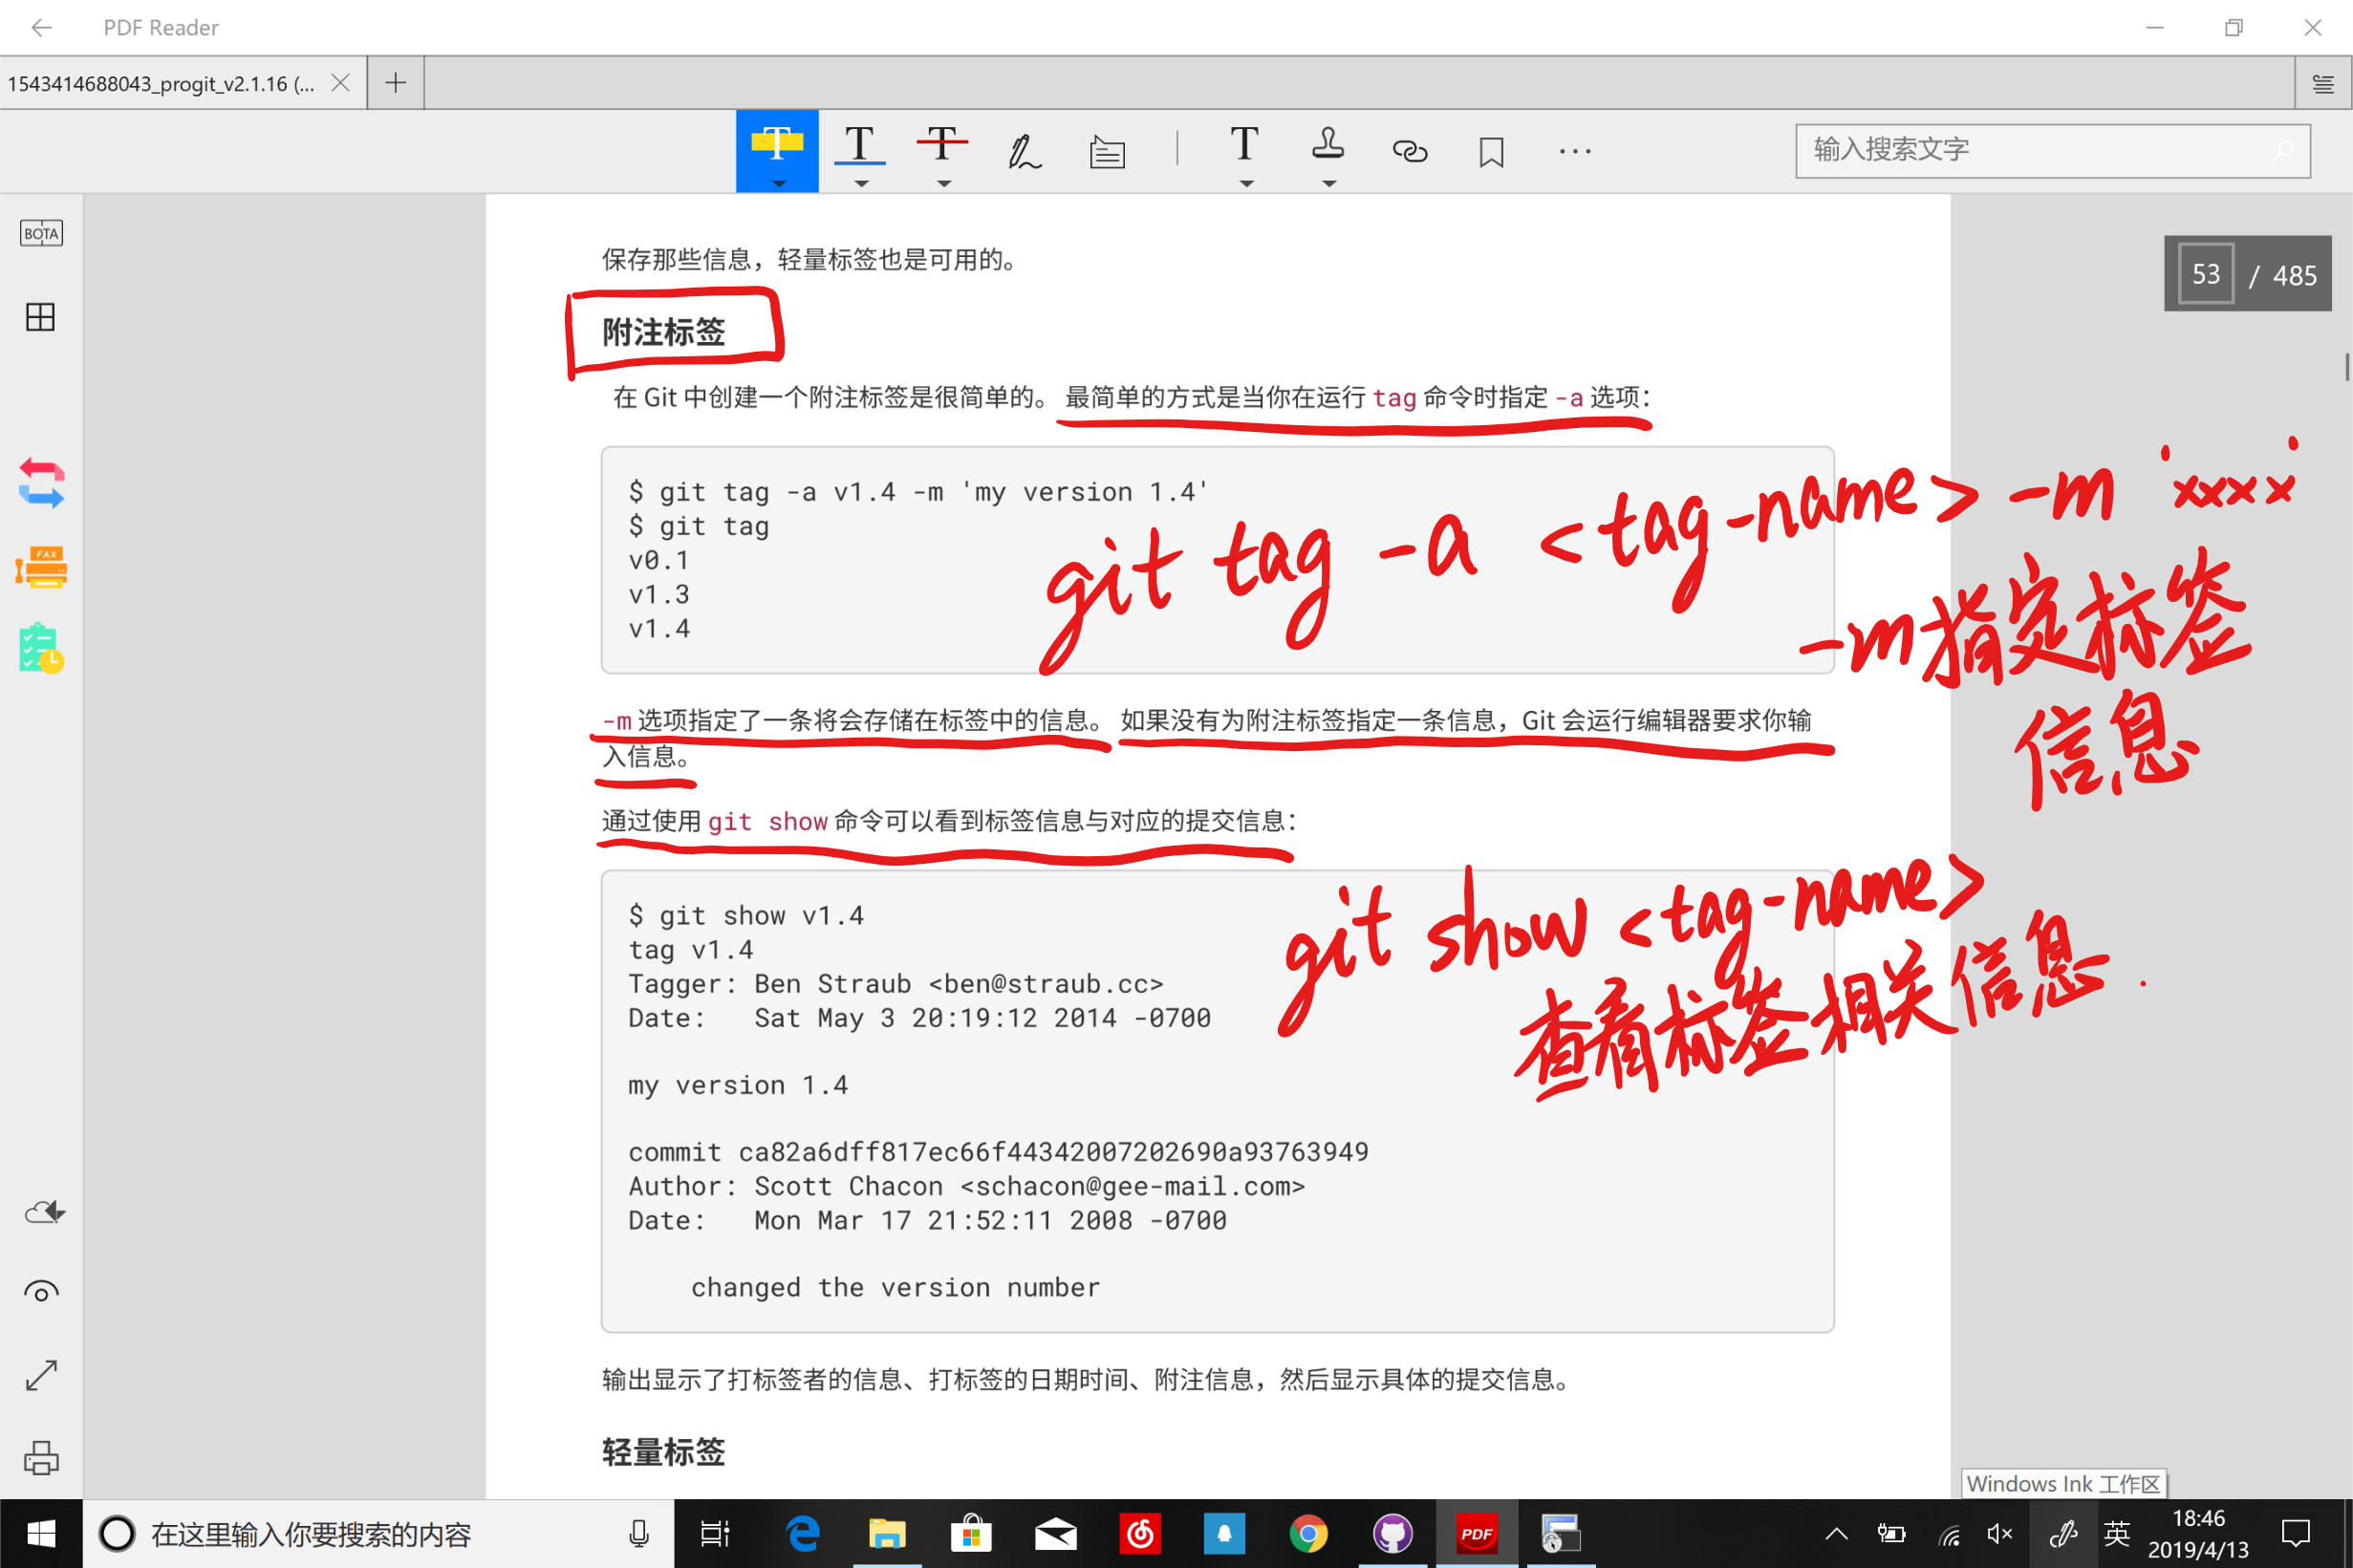 PDF Reader
1543414688043_progit_v2.1.16 (...
输入搜索文字
BOTA
53 / 485
保存那些信息，轻量标签也是可用的。
附注标签
在 Git 中创建一个附注标签是很简单的。 最简单的方式是当你在运行 tag 命令时指定 -a 选项：
$ git tag -a v1.4 -m 'my version 1.4'
$ git tag
v0.1
v1.3
v1.4
git tag -a <tag-name> -m 'xxxx'
-m指定标签
信息
-m 选项指定了一条将会存储在标签中的信息。 如果没有为附注标签指定一条信息，Git 会运行编辑器要求你输
入信息。
通过使用 git show 命令可以看到标签信息与对应的提交信息：
$ git show v1.4
tag v1.4
Tagger: Ben Straub <ben@straub.cc>
Date:   Sat May 3 20:19:12 2014 -0700
my version 1.4
commit ca82a6dff817ec66f44342007202690a93763949
Author: Scott Chacon <schacon@gee-mail.com>
Date:   Mon Mar 17 21:52:11 2008 -0700
changed the version number
git show <tag-name>
查看标签相关信息.
输出显示了打标签者的信息、打标签的日期时间、附注信息，然后显示具体的提交信息。
轻量标签
FAX
Windows Ink 工作区
在这里输入你要搜索的内容
PDF
英
18:46
2019/4/13